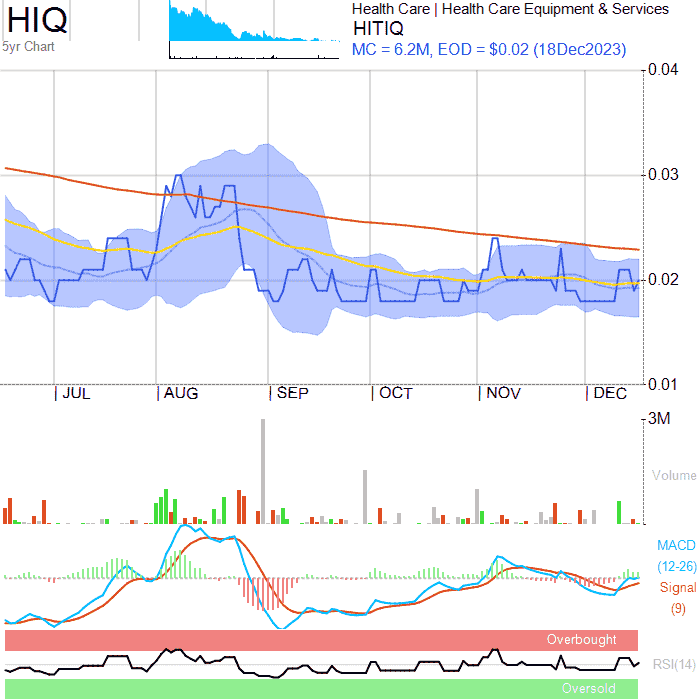 HIQ
5yr Chart
Health Care | Health Care Equipment & Services
HITIQ
MC = 6.2M, EOD = $0.02 (18Dec2023)
0.04
0.03
0.02
0.01
| JUL | AUG | SEP | OCT | NOV | DEC
3M
Volume
MACD
(12-26)
Signal
(9)
Overbought
RSI(14)
Oversold